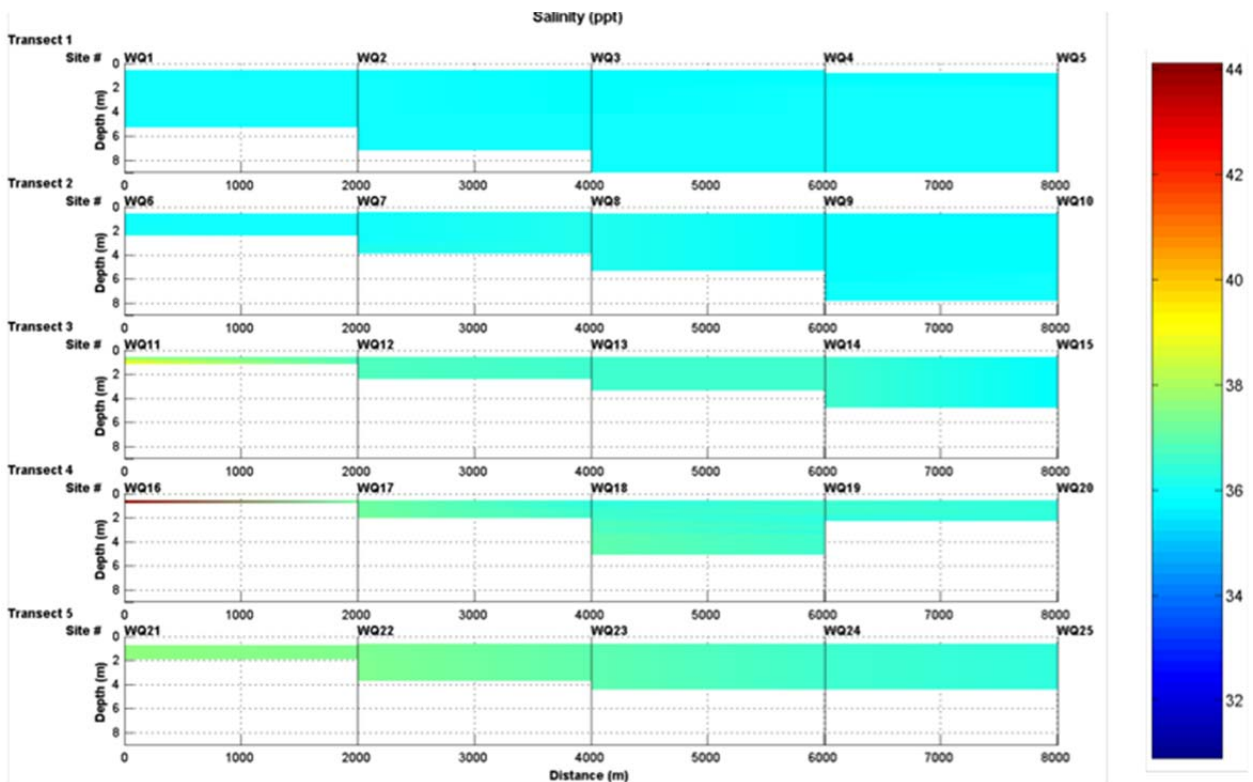 Salinity (ppt)
Transect 1
Site # WQ1 WQ2 WQ3 WQ4 WQ5
0
2
4
6
8
Depth (m)
0 1000 2000 3000 4000 5000 6000 7000 8000
Transect 2
Site # WQ6 WQ7 WQ8 WQ9 WQ10
0
2
4
6
8
Depth (m)
0 1000 2000 3000 4000 5000 6000 7000 8000
Transect 3
Site # WQ11 WQ12 WQ13 WQ14 WQ15
0
2
4
6
8
Depth (m)
0 1000 2000 3000 4000 5000 6000 7000 8000
Transect 4
Site # WQ16 WQ17 WQ18 WQ19 WQ20
0
2
4
6
8
Depth (m)
0 1000 2000 3000 4000 5000 6000 7000 8000
Transect 5
Site # WQ21 WQ22 WQ23 WQ24 WQ25
0
2
4
6
8
Depth (m)
0 1000 2000 3000 4000 5000 6000 7000 8000
Distance (m)
44
42
40
38
36
34
32